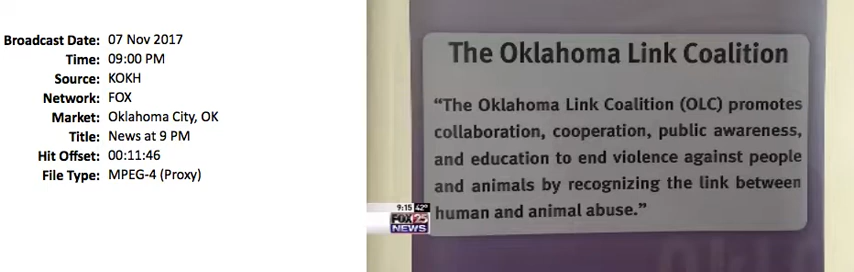 Broadcast Date: 07 Nov 2017
Time: 09:00 PM
Source: KOKH
Network: FOX
Market: Oklahoma City, OK
Title: News at 9 PM
Hit Offset: 00:11:46
File Type: MPEG-4 (Proxy)
The Oklahoma Link Coalition
“The Oklahoma Link Coalition (OLC) promotes
collaboration, cooperation, public awareness,
and education to end violence against people
and animals by recognizing the link between
human and animal abuse.”
9:15 42°
FOX 25
NEWS